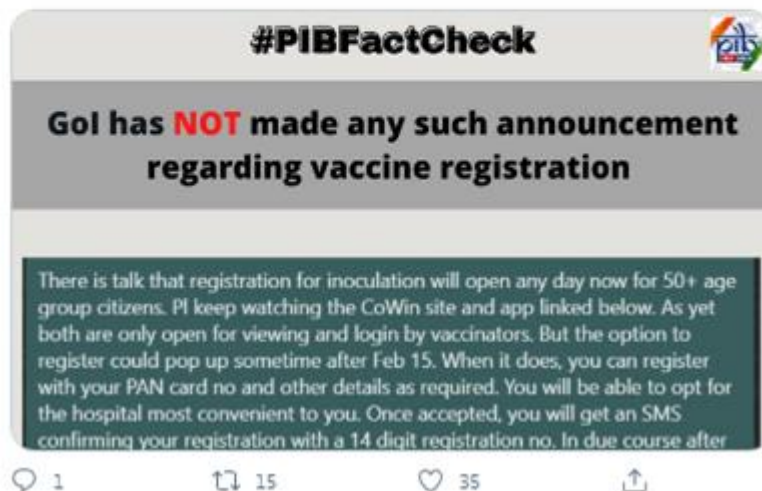 #PIBFactCheck
GoI has NOT made any such announcement
regarding vaccine registration
There is talk that registration for inoculation will open any day now for 50+ age
group citizens. Pl keep watching the CoWin site and app linked below. As yet
both are only open for viewing and login by vaccinators. But the option to
register could pop up sometime after Feb 15. When it does, you can register
with your PAN card no and other details as required. You will be able to opt for
the hospital most convenient to you. Once accepted, you will get an SMS
confirming your registration with a 14 digit registration no. In due course after
1 15 35